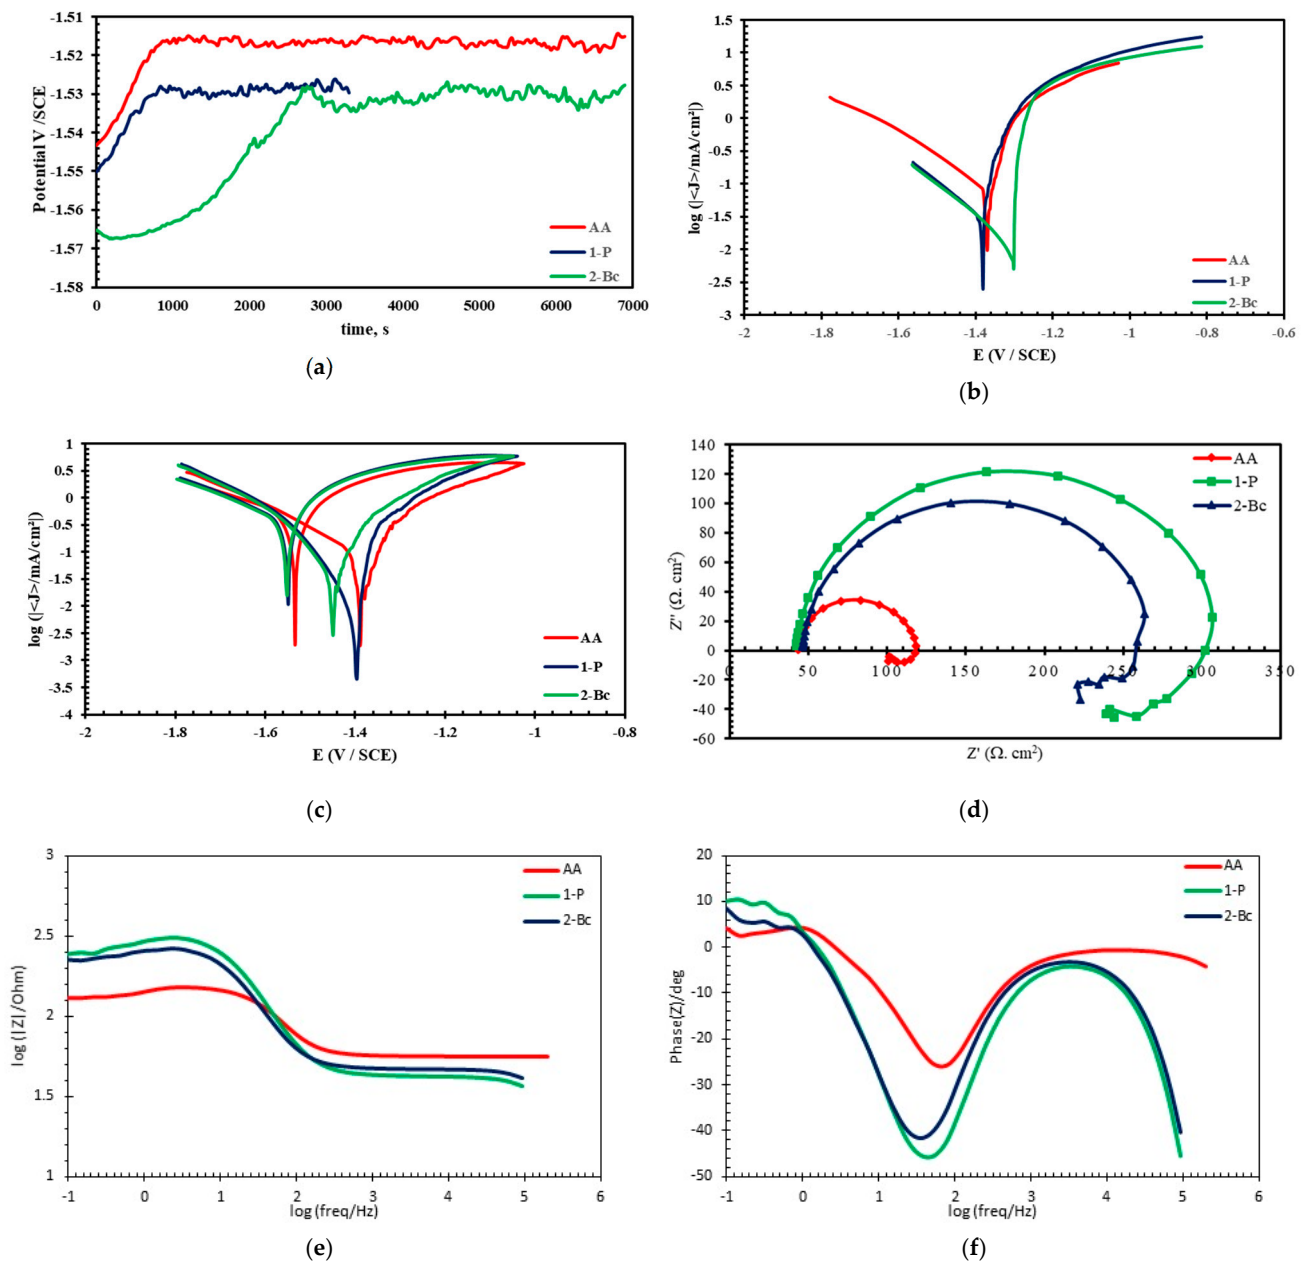 -1.51
-1.52
-1.53
-1.54
-1.55
-1.56
-1.57
-1.58
Potential V /SCE
AA
1-P
2-Bc
0 1000 2000 3000 4000 5000 6000 7000
time, s
(a)
1.5
1
0.5
0
-0.5
-1
-1.5
-2
-2.5
-3
log (|<J>/mA/cm²|)
AA
1-P
2-Bc
-2 -1.8 -1.6 -1.4 -1.2 -1 -0.8 -0.6
E (V / SCE)
(b)
1
0.5
0
-0.5
-1
-1.5
-2
-2.5
-3
-3.5
-4
log (|<J>/mA/cm²|)
AA
1-P
2-Bc
-2 -1.8 -1.6 -1.4 -1.2 -1 -0.8
E (V / SCE)
(c)
140
120
100
80
60
40
20
0
-20
-40
-60
Z'' (Ω. cm²)
AA
1-P
2-Bc
0 50 100 150 200 250 300 350
Z' (Ω. cm²)
(d)
3
2.5
2
1.5
1
log (|Z|/Ohm)
AA
1-P
2-Bc
-1 0 1 2 3 4 5 6
log (freq/Hz)
(e)
20
10
0
-10
-20
-30
-40
-50
Phase(Z)/deg
AA
1-P
2-Bc
-1 0 1 2 3 4 5 6
log (freq/Hz)
(f)